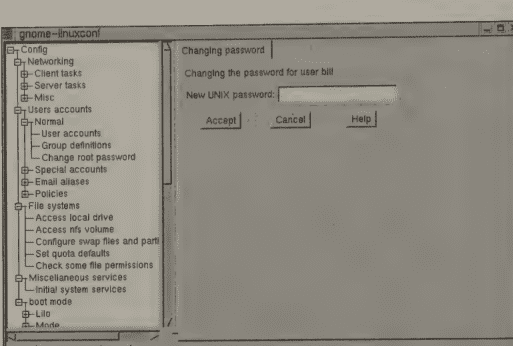 gnome-linuxconf
Config
Networking
Client tasks
Server tasks
Misc
Users accounts
Normal
User accounts
Group definitions
Change root password
Special accounts
Email aliases
Policies
File systems
Access local drive
Access nfs volume
Configure swap files and parti
Set quota defaults
Check some file permissions
Miscellaneous services
Initial system services
boot mode
Lilo
Mode
Changing password
Changing the password for user bill
New UNIX password:
Accept Cancel Help